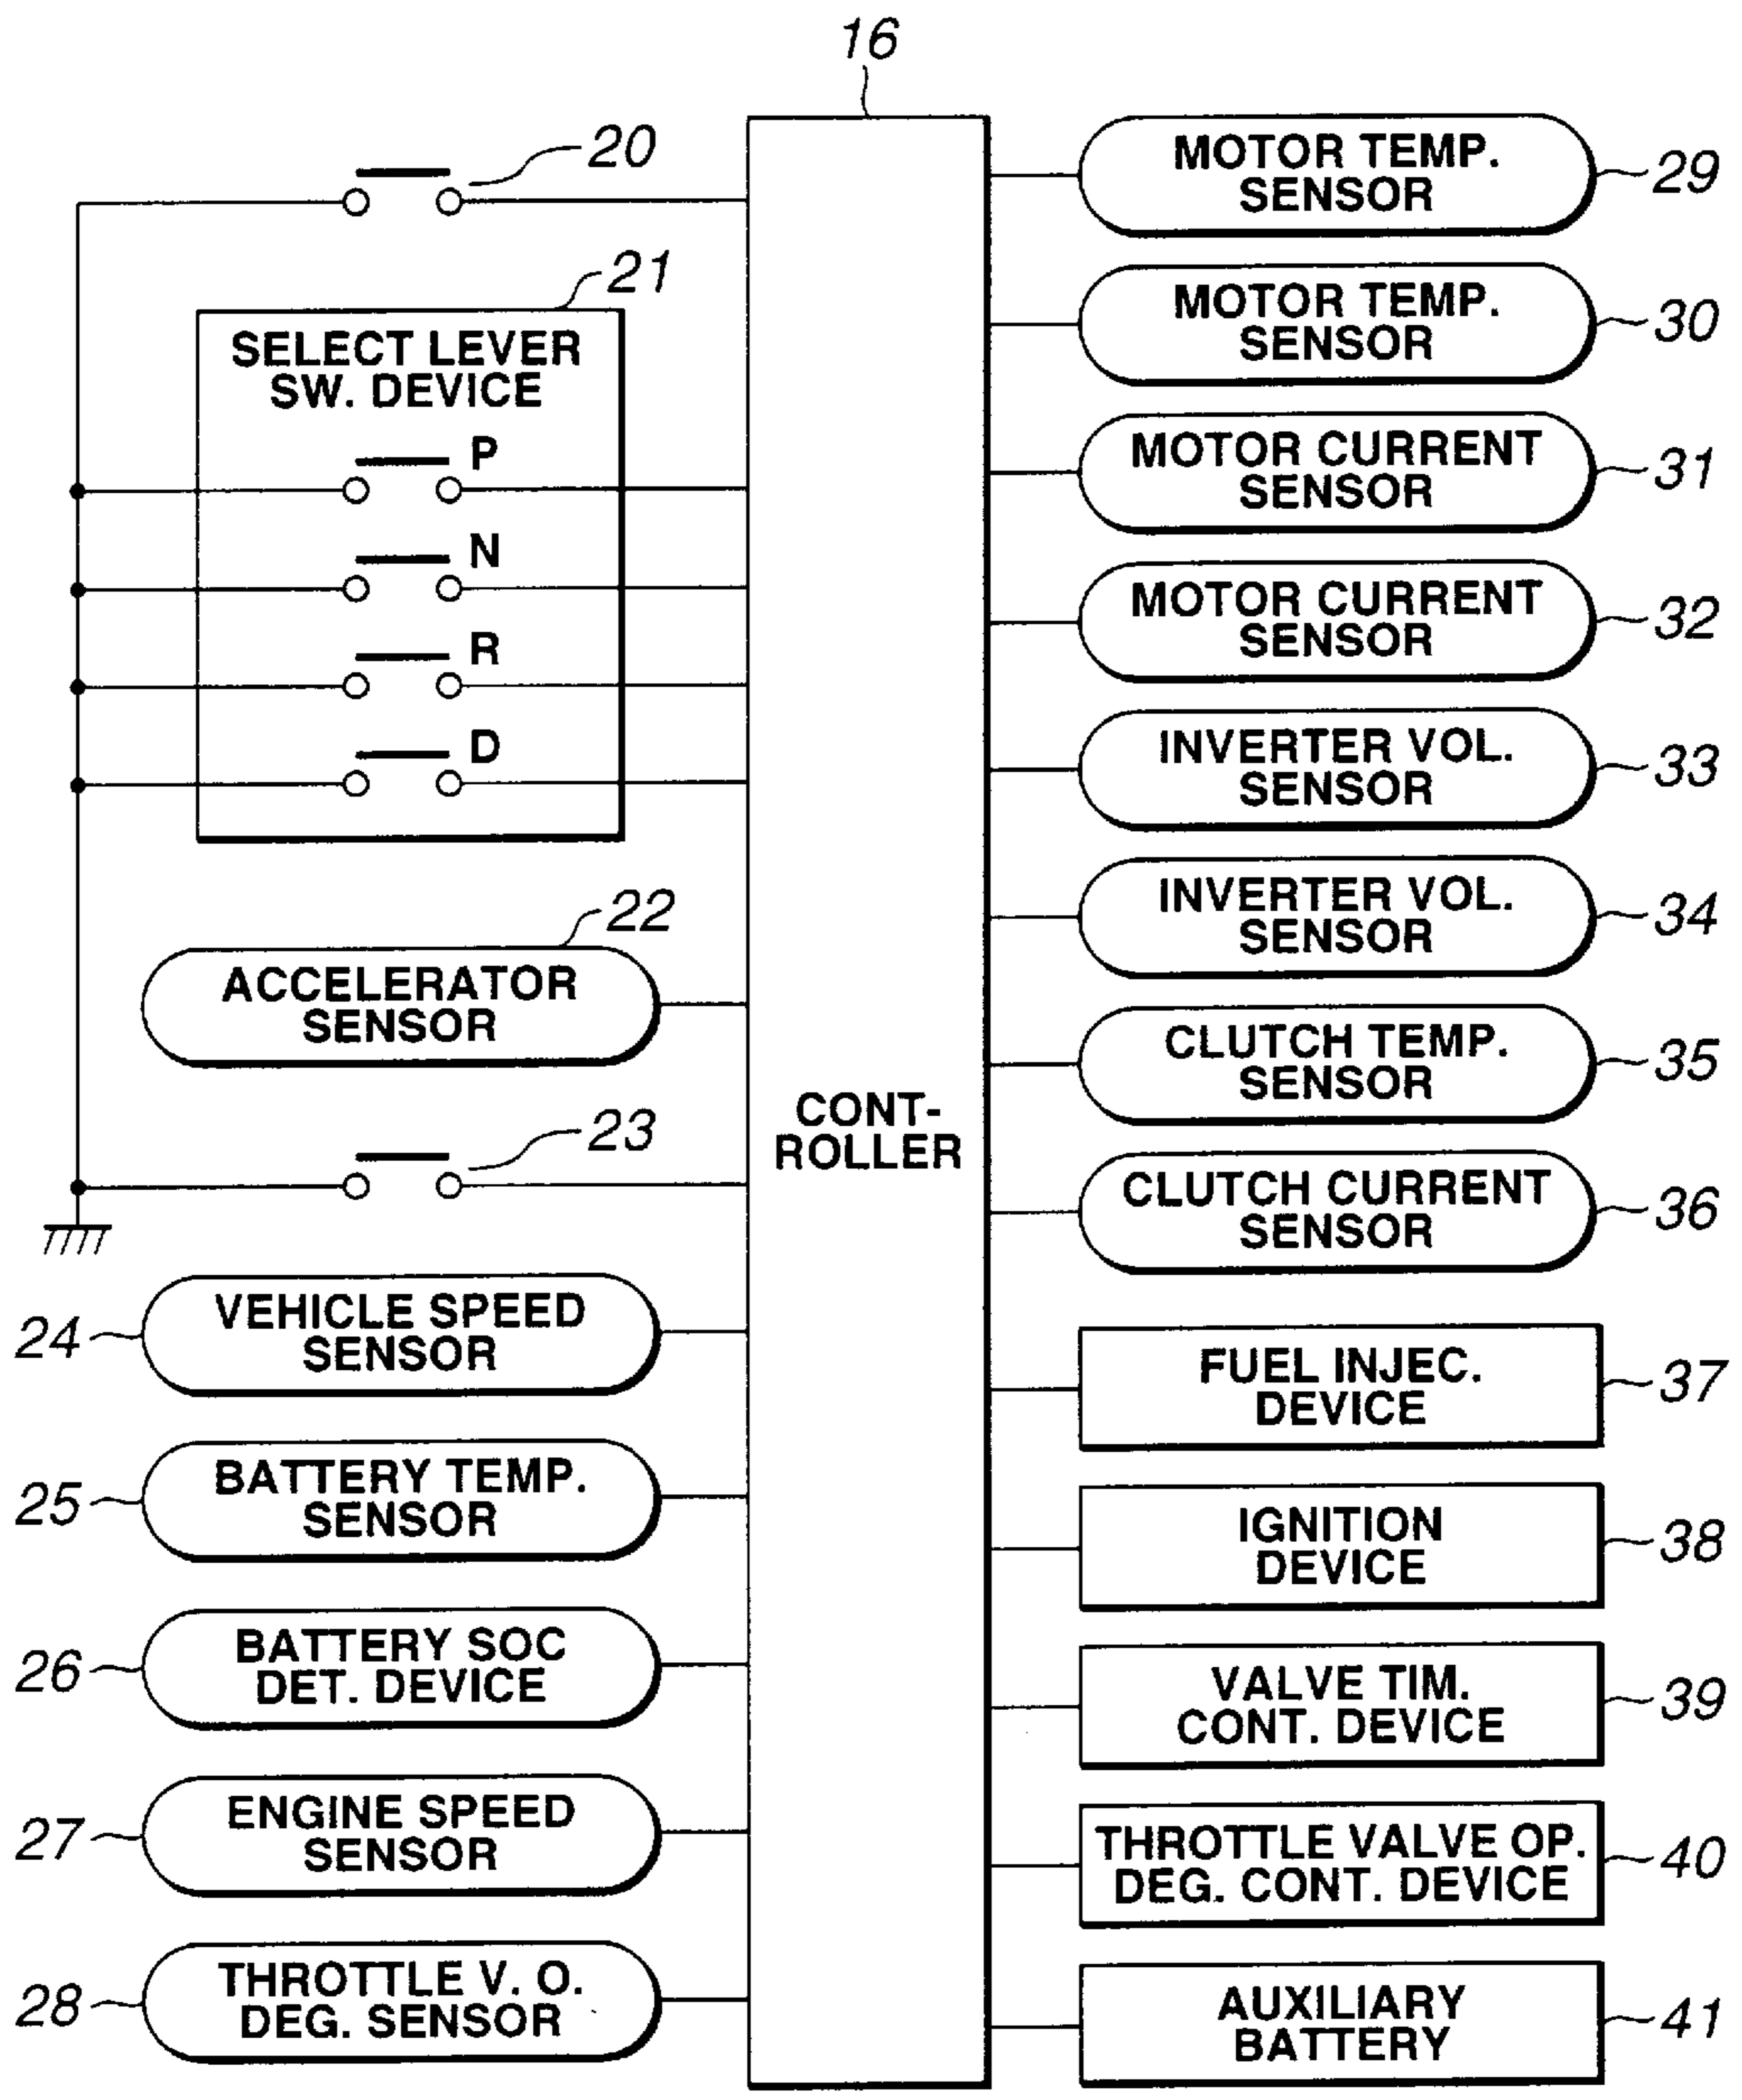 16
20
21
SELECT LEVER
SW. DEVICE
P
N
R
D
22
ACCELERATOR
SENSOR
23
24
VEHICLE SPEED
SENSOR
25
BATTERY TEMP.
SENSOR
26
BATTERY SOC
DET. DEVICE
27
ENGINE SPEED
SENSOR
28
THROTTLE V. O.
DEG. SENSOR
CONT-
ROLLER
MOTOR TEMP.
SENSOR
29
MOTOR TEMP.
SENSOR
30
MOTOR CURRENT
SENSOR
31
MOTOR CURRENT
SENSOR
32
INVERTER VOL.
SENSOR
33
INVERTER VOL.
SENSOR
34
CLUTCH TEMP.
SENSOR
35
CLUTCH CURRENT
SENSOR
36
FUEL INJEC.
DEVICE
37
IGNITION
DEVICE
38
VALVE TIM.
CONT. DEVICE
39
THROTTLE VALVE OP.
DEG. CONT. DEVICE
40
AUXILIARY
BATTERY
41